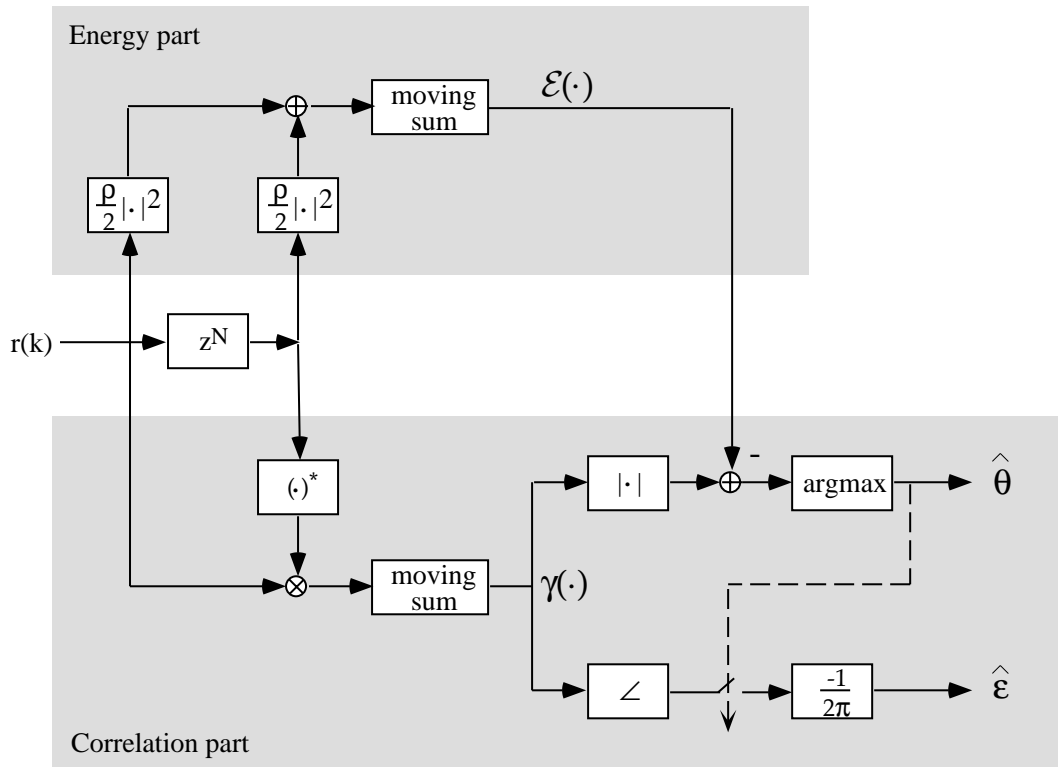 Energy part
moving
sum
ℰ(·)
ρ/2 |·|²
ρ/2 |·|²
r(k)
zᴺ
(·)*
|·|
-
argmax
θ̂
moving
sum
γ(·)
∠
-1/2π
ε̂
Correlation part